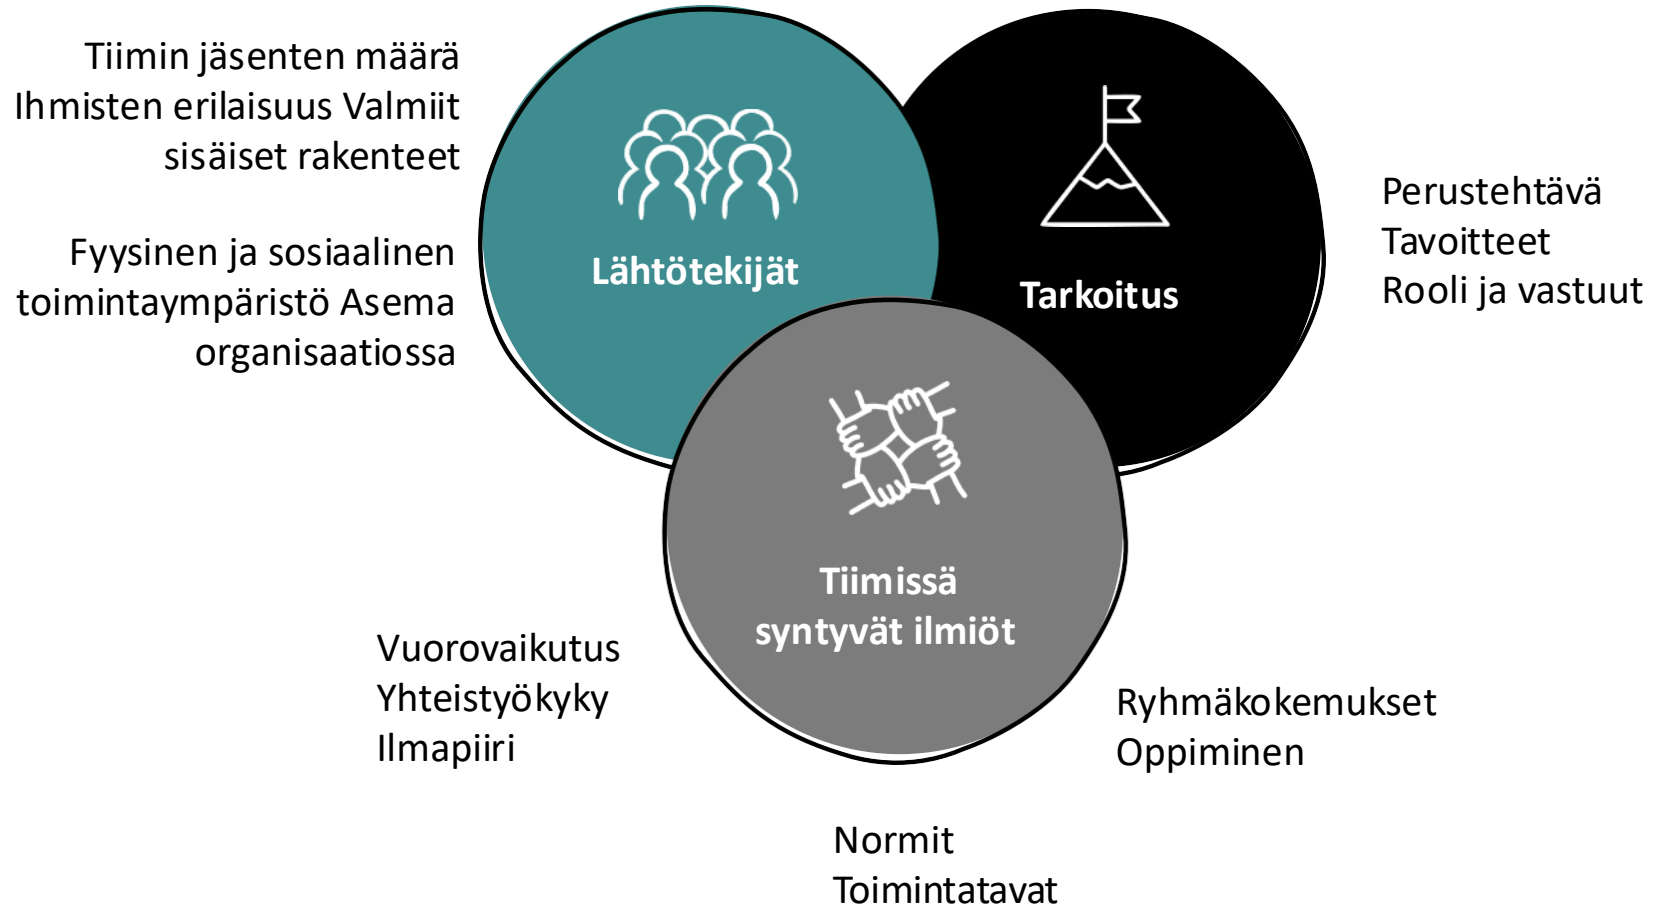 Tiimin jäsenten määrä
Ihmisten erilaisuus Valmiit
sisäiset rakenteet
Fyysinen ja sosiaalinen
toimintaympäristö Asema
organisaatiossa
Lähtötekijät
Tarkoitus
Perustehtävä
Tavoitteet
Rooli ja vastuut
Tiimissä
syntyvät ilmiöt
Vuorovaikutus
Yhteistyökyky
Ilmapiiri
Ryhmäkokemukset
Oppiminen
Normit
Toimintatavat